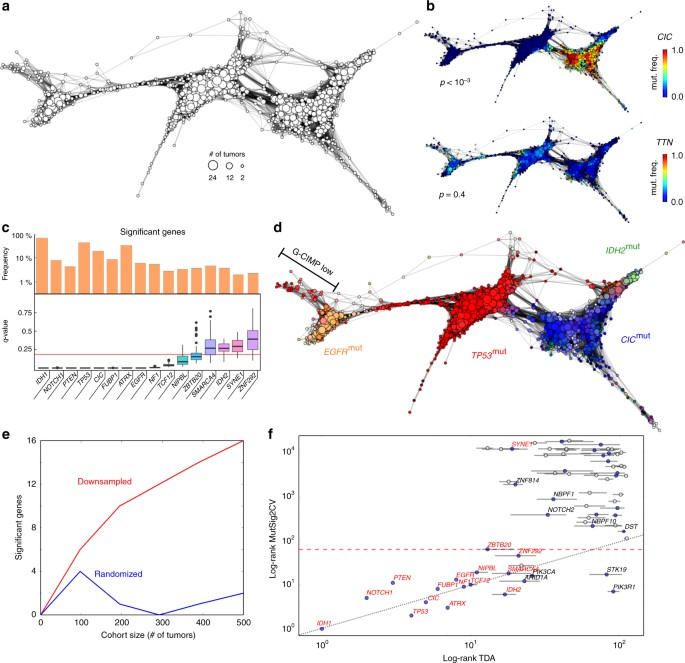 a
# of tumors
24 12 2
b
CIC
1.0
mut. freq.
0.0
p < 10⁻³
TTN
1.0
mut. freq.
0.0
p = 0.4
c
Significant genes
Frequency
100 %
10 %
1 %
q-value
0.75
0.5
0.25
IDH1
NOTCH1
PTEN
TP53
CIC
FUBP1
ATRX
EGFR
NF1
TCF12
NIPBL
ZBTB20
SMARCA4
IDH2
SYNE1
ZNF292
d
G-CIMP low
IDH2mut
EGFRmut
TP53mut
CICmut
e
Significant genes
16
12
8
4
0
Downsampled
Randomized
0 100 200 300 400 500
Cohort size (# of tumors)
f
Log-rank MutSig2CV
10⁴
10³
10²
10¹
10⁰
SYNE1
ZNF814
NBPF1
NOTCH2
NBPF10
DST
ZBTB20
ZNF292
PTEN
EGFR
NIPBL
SMARCA4
PIK3CA
STK19
NOTCH1
FUBP1
NF1
TCF12
ARID1A
PIK3R1
CIC
ATRX
IDH2
TP53
IDH1
10⁰ 10¹ 10²
Log-rank TDA